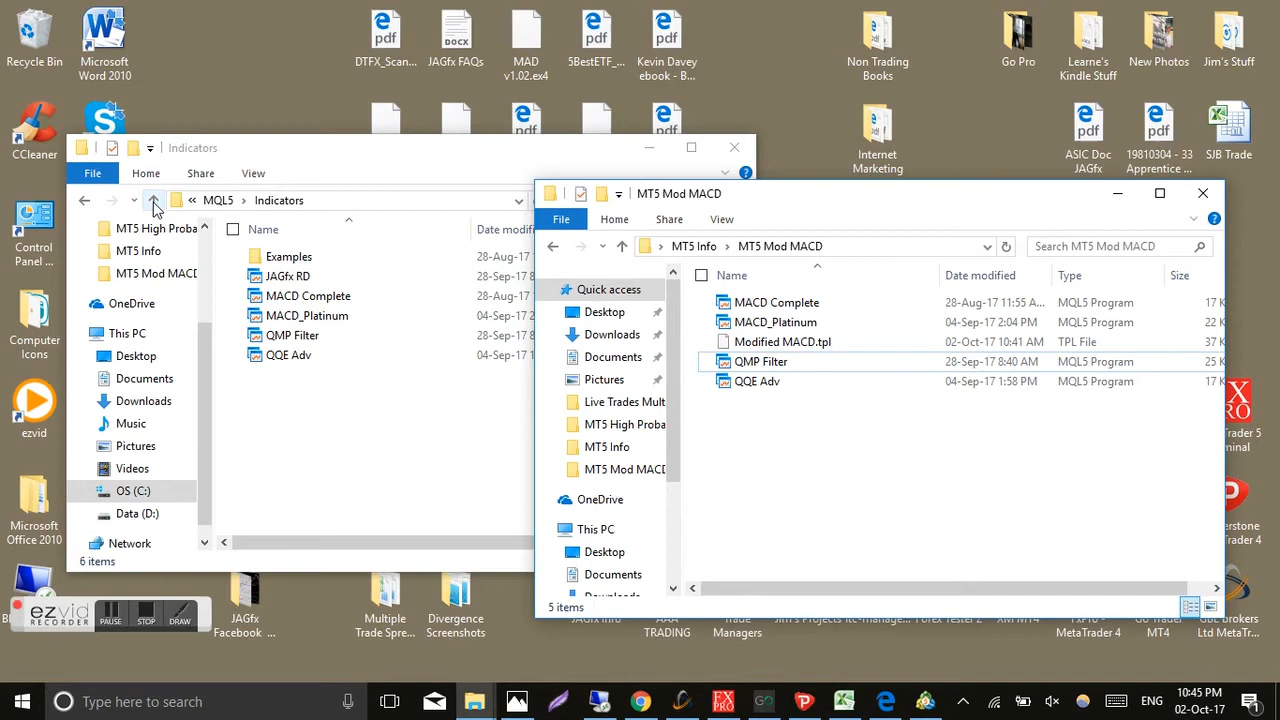 Recycle Bin
Microsoft
Word 2010
DTFX_Scan...
JAGfx FAQs
MAD
v1.02.ex4
5BestETF_...
Kevin Davey
ebook - B...
Non Trading
Books
Go Pro
Learne's
Kindle Stuff
New Photos
Jim's Stuff
CCleaner
Internet
Marketing
ASIC Doc
JAGfx
19810304 - 33
Apprentice ...
SJB Trade
Control
Panel ...
Computer
Icons
ezvid
Microsoft
Office 2010
Indicators
File
Home
Share
View
« MQL5 > Indicators
MT5 High Proba
MT5 Info
MT5 Mod MACD
OneDrive
This PC
Desktop
Documents
Downloads
Music
Pictures
Videos
OS (C:)
Data (D:)
Network
Name
Date modifi
Examples
28-Aug-17 1
JAGfx RD
28-Sep-17 8
MACD Complete
28-Aug-17 1
MACD_Platinum
04-Sep-17 2
QMP Filter
28-Sep-17 8
QQE Adv
04-Sep-17 1
6 items
MT5 Mod MACD
File
Home
Share
View
> MT5 Info > MT5 Mod MACD
Search MT5 Mod MACD
Quick access
Desktop
Downloads
Documents
Pictures
Live Trades Mult
MT5 High Proba
MT5 Info
MT5 Mod MACD
OneDrive
This PC
Desktop
Documents
Name
Date modified
Type
Size
MACD Complete
28-Aug-17 11:55 A...
MQL5 Program
17 K
MACD_Platinum
04-Sep-17 2:04 PM
MQL5 Program
22 K
Modified MACD.tpl
02-Oct-17 10:41 AM
TPL File
37 K
QMP Filter
28-Sep-17 8:40 AM
MQL5 Program
25 K
QQE Adv
04-Sep-17 1:58 PM
MQL5 Program
17 K
5 items
ezvid
RECORDER
PAUSE
STOP
DRAW
JAGfx
Facebook ...
Multiple
Trade Spre...
Divergence
Screenshots
TRADING
Managers
MetaTrader 4
MT4
Ltd MetaTr...
Type here to search
ENG
10:45 PM
02-Oct-17